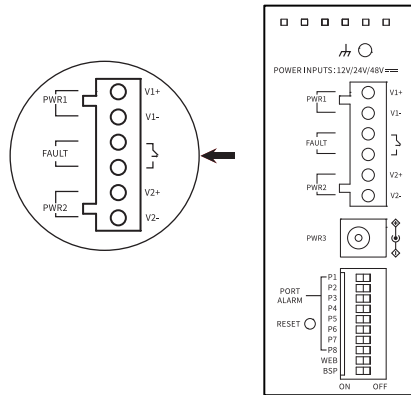 V1+
PWR1
V1-
FAULT
V2+
PWR2
V2-
POWER INPUTS: 12V/24V/48V
V1+
PWR1
V1-
FAULT
V2+
PWR2
V2-
PWR3
P1
P2
PORT
P3
ALARM
P4
P5
RESET
P6
P7
P8
WEB
BSP
ON OFF